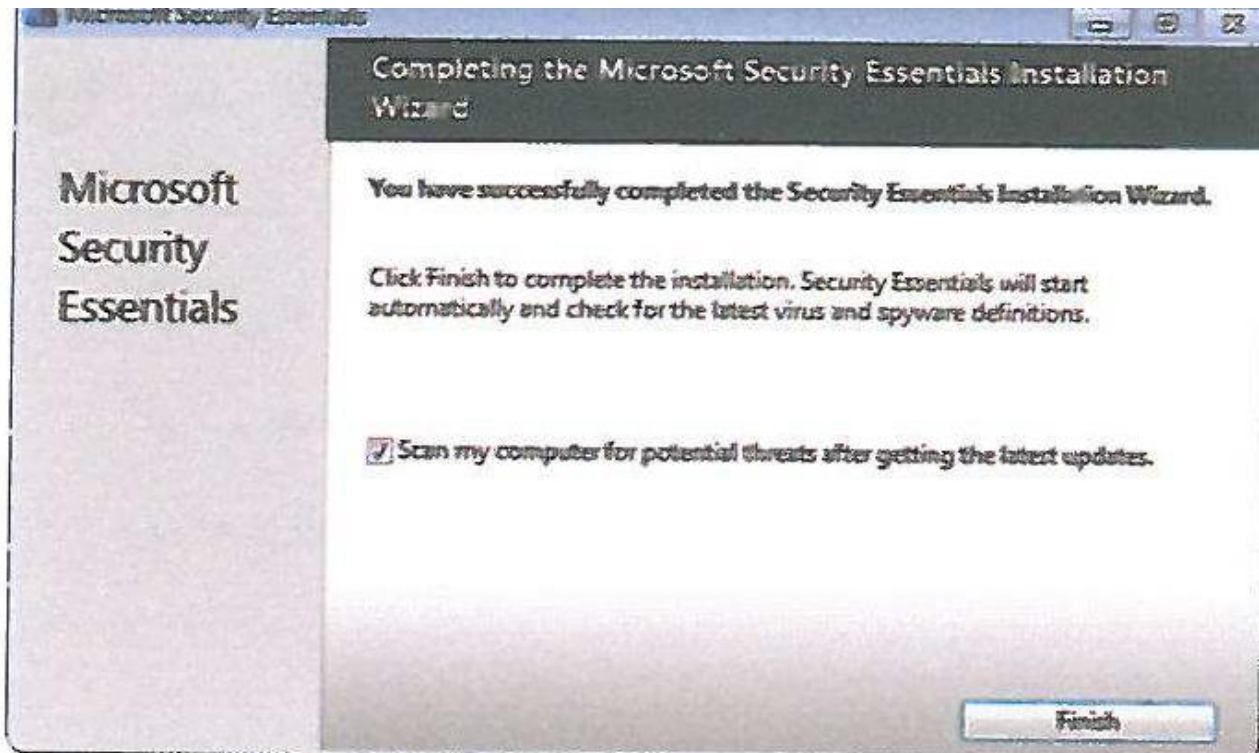 Microsoft Security Essentials
Completing the Microsoft Security Essentials Installation
Wizard
Microsoft
Security
Essentials
You have successfully completed the Security Essentials Installation Wizard.
Click Finish to complete the installation. Security Essentials will start
automatically and check for the latest virus and spyware definitions.
Scan my computer for potential threats after getting the latest updates.
Finish